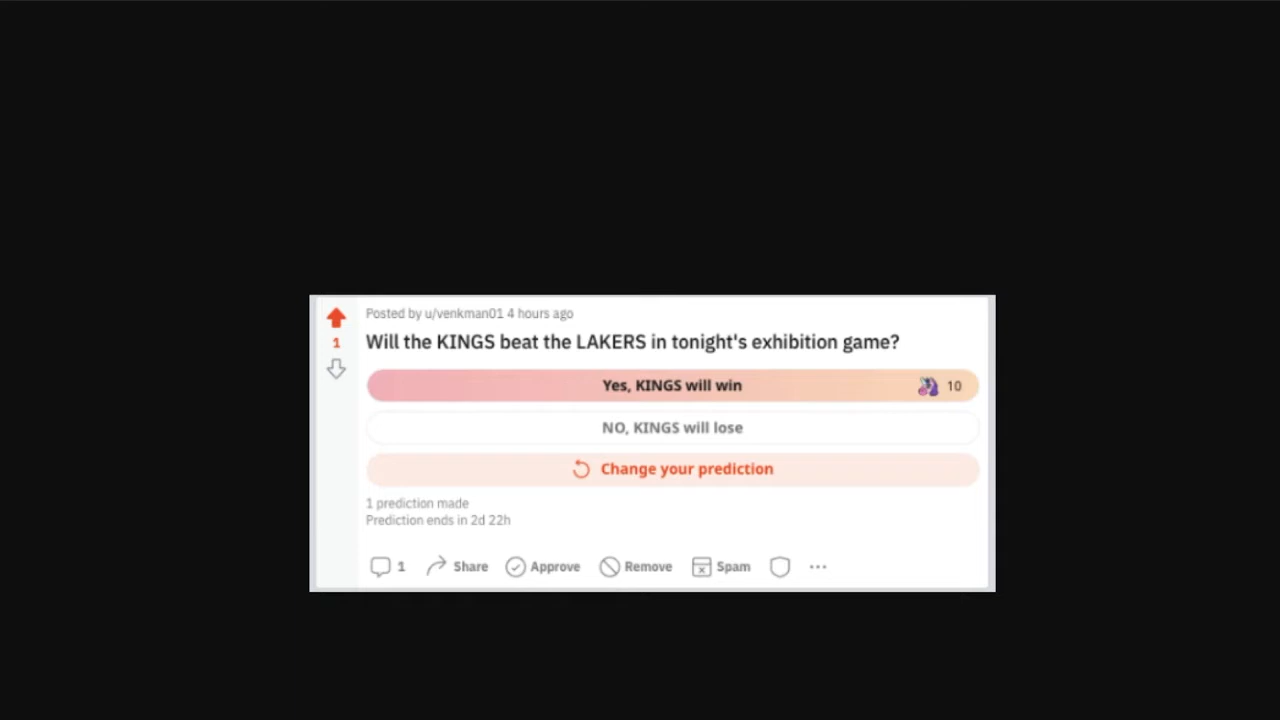 Posted by u/venkman01 4 hours ago
1
Will the KINGS beat the LAKERS in tonight's exhibition game?
Yes, KINGS will win 10
NO, KINGS will lose
Change your prediction
1 prediction made
Prediction ends in 2d 22h
1 Share Approve Remove Spam